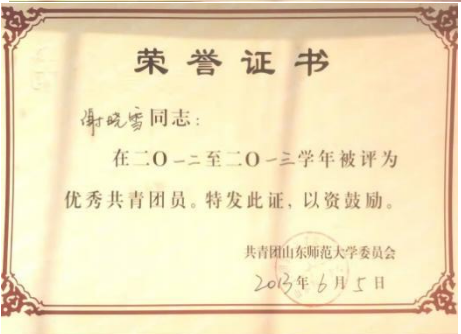 荣誉证书
谢晓雪同志：
在二〇一二至二〇一三学年被评为
优秀共青团员。特发此证，以资鼓励。
共青团山东师范大学委员会
2013年6月5日